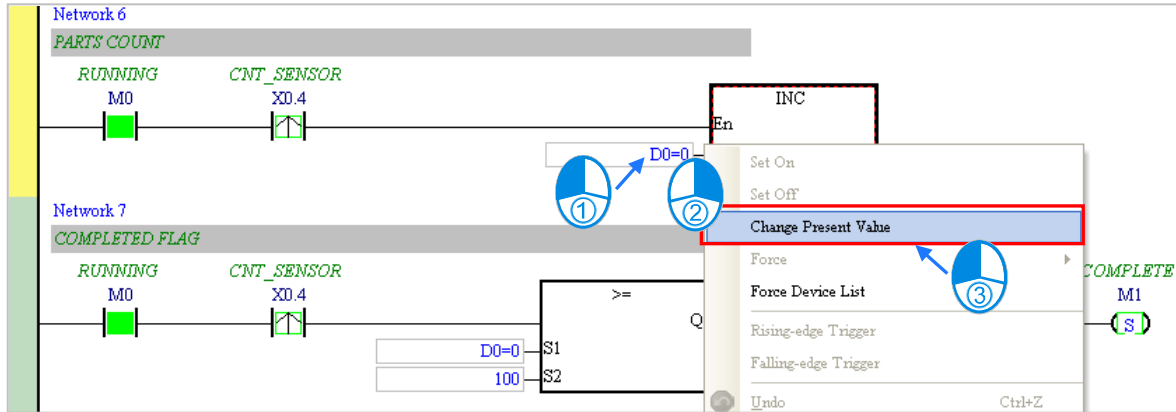 Network 6
PARTS COUNT
RUNNING CNT_SENSOR
M0 X0.4
INC
En
D0=0
① ②
Set On
Set Off
Change Present Value
Force
Force Device List
③
Rising-edge Trigger
Falling-edge Trigger
Undo Ctrl+Z
Network 7
COMPLETED FLAG
RUNNING CNT_SENSOR COMPLETE
M0 X0.4 M1
>=
Q
S
D0=0 S1
100 S2